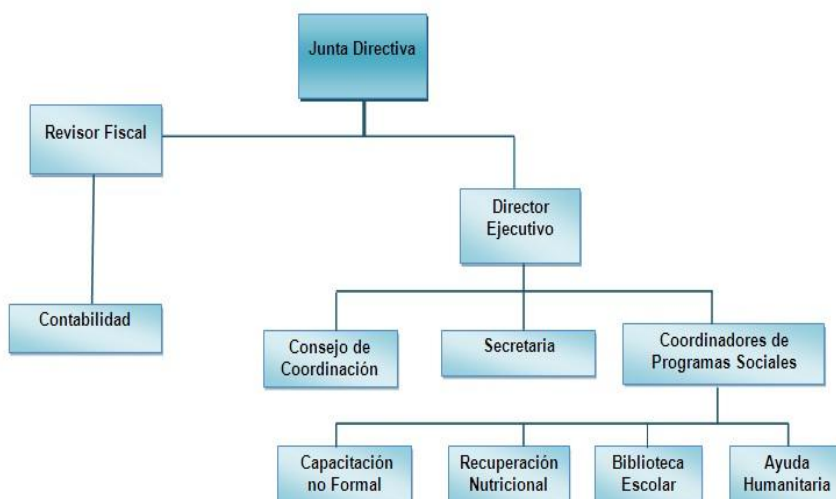 Junta Directiva
Revisor Fiscal
Director
Ejecutivo
Contabilidad
Consejo de
Coordinación
Secretaria
Coordinadores de
Programas Sociales
Capacitación
no Formal
Recuperación
Nutricional
Biblioteca
Escolar
Ayuda
Humanitaria